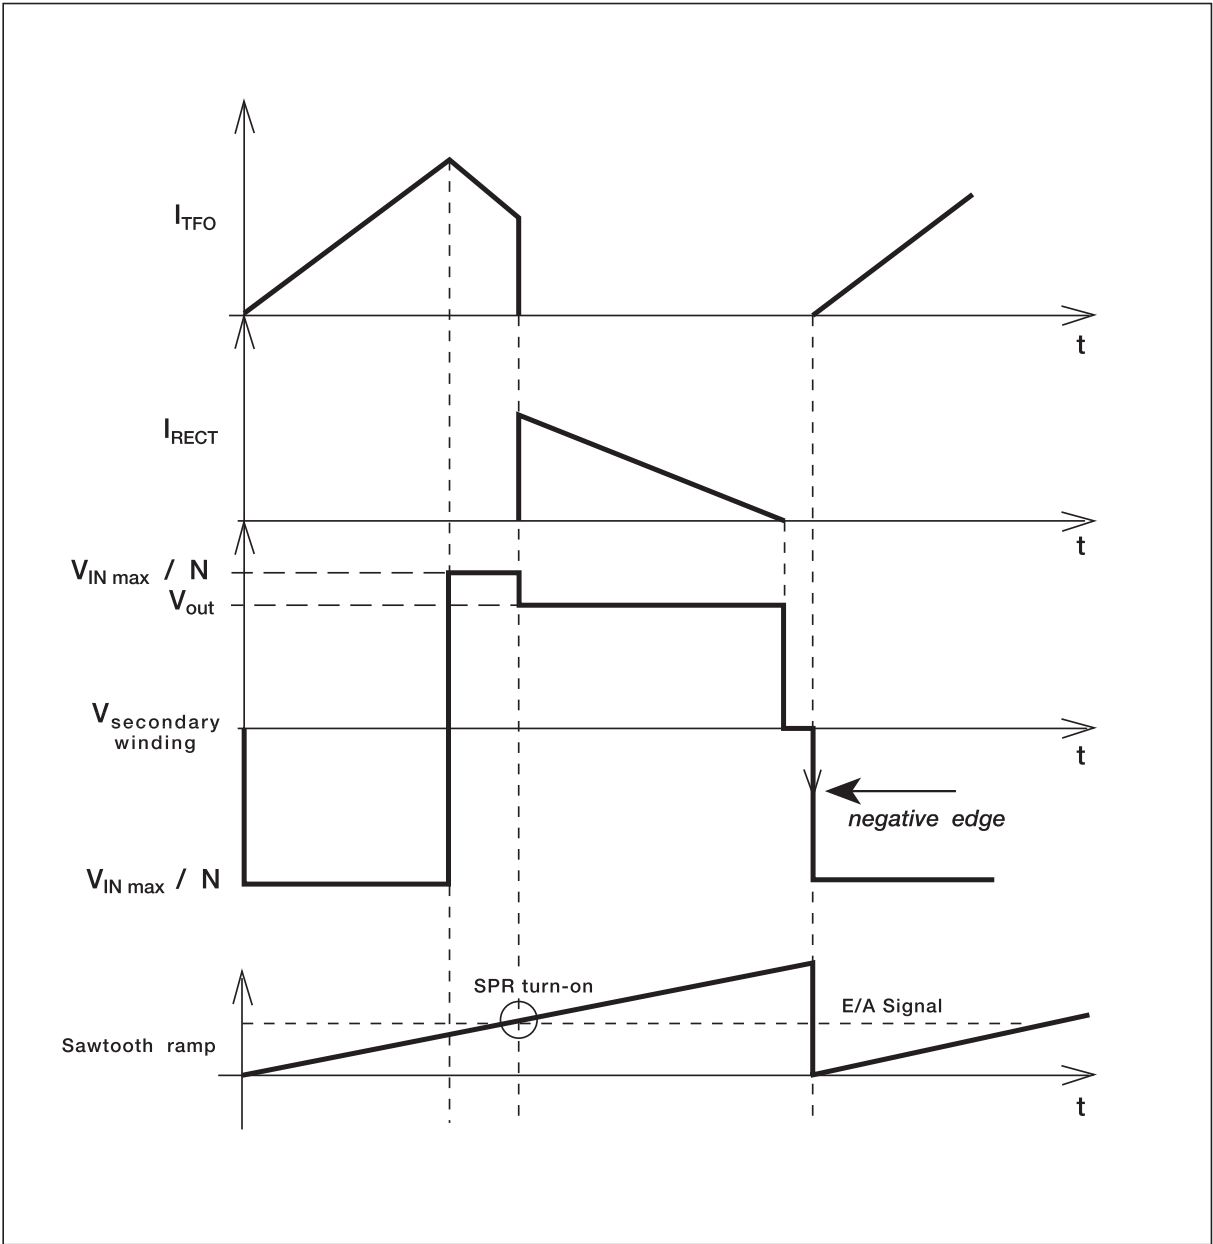 I_TFO
t
I_RECT
t
V_IN max / N
V_out
V_secondary
winding
t
negative edge
V_IN max / N
SPR turn-on
E/A Signal
Sawtooth ramp
t